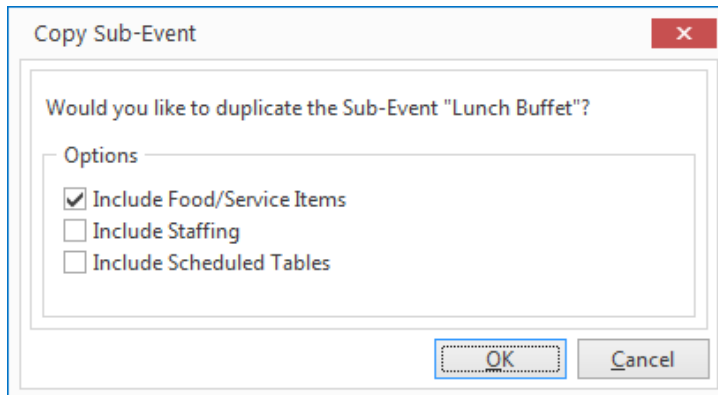 Copy Sub-Event
Would you like to duplicate the Sub-Event "Lunch Buffet"?
Options
Include Food/Service Items
Include Staffing
Include Scheduled Tables
OK Cancel